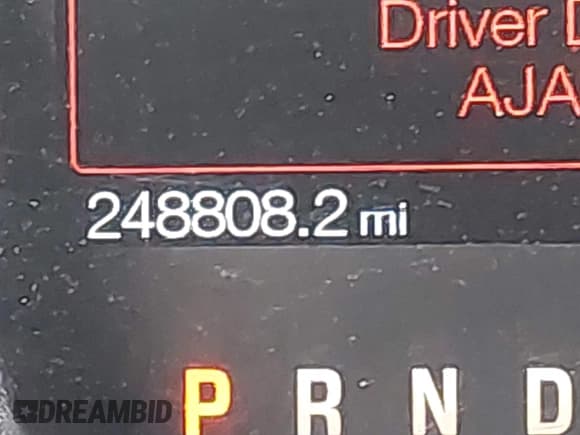 Driver D
AJA
248808.2 mi
P R N D
DREAMBID